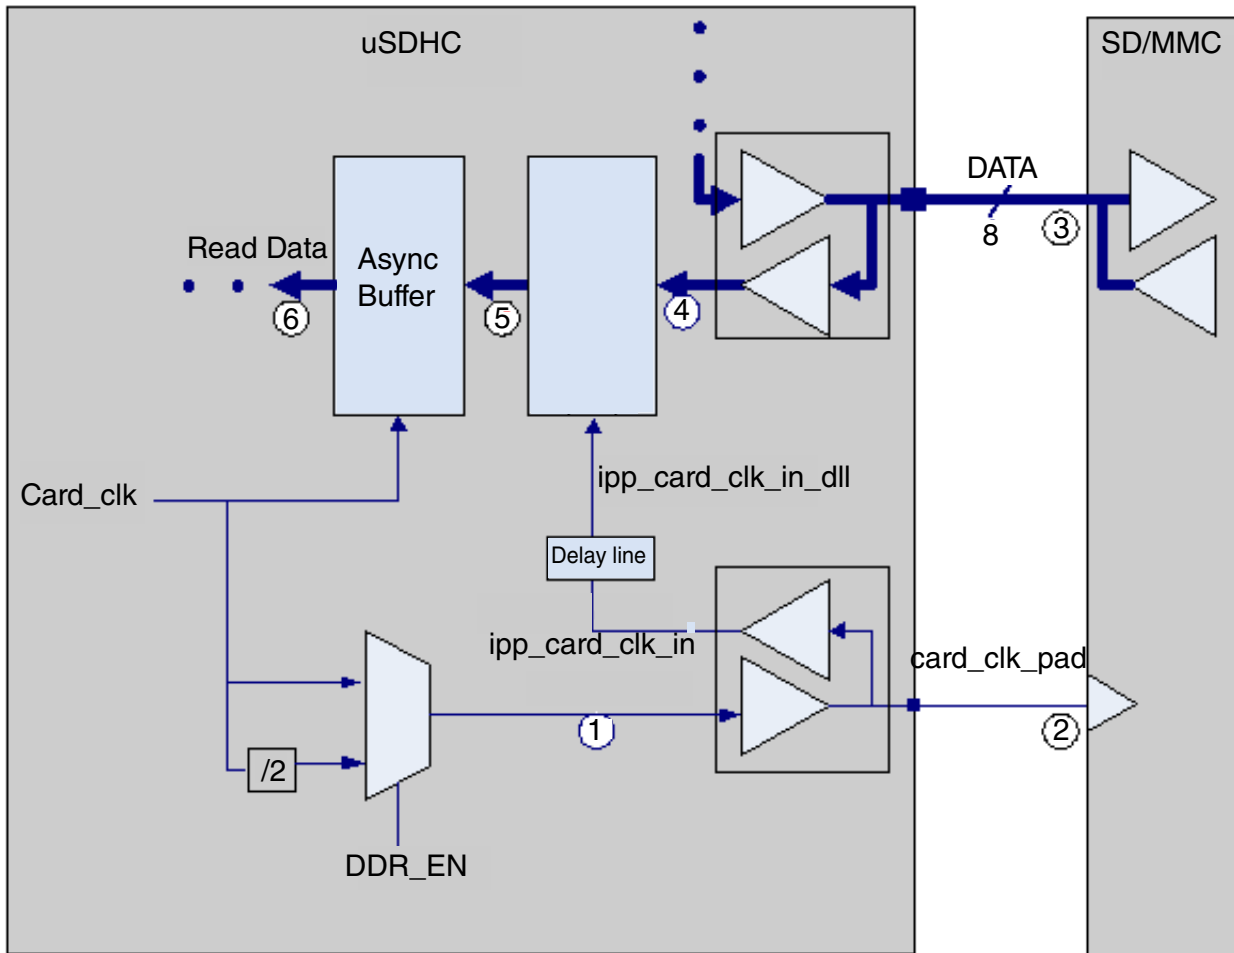 uSDHC
SD/MMC
DATA
8
3
Read Data
Async
Buffer
6
5
4
ipp_card_clk_in_dll
Card_clk
Delay line
ipp_card_clk_in
card_clk_pad
1
2
/2
DDR_EN